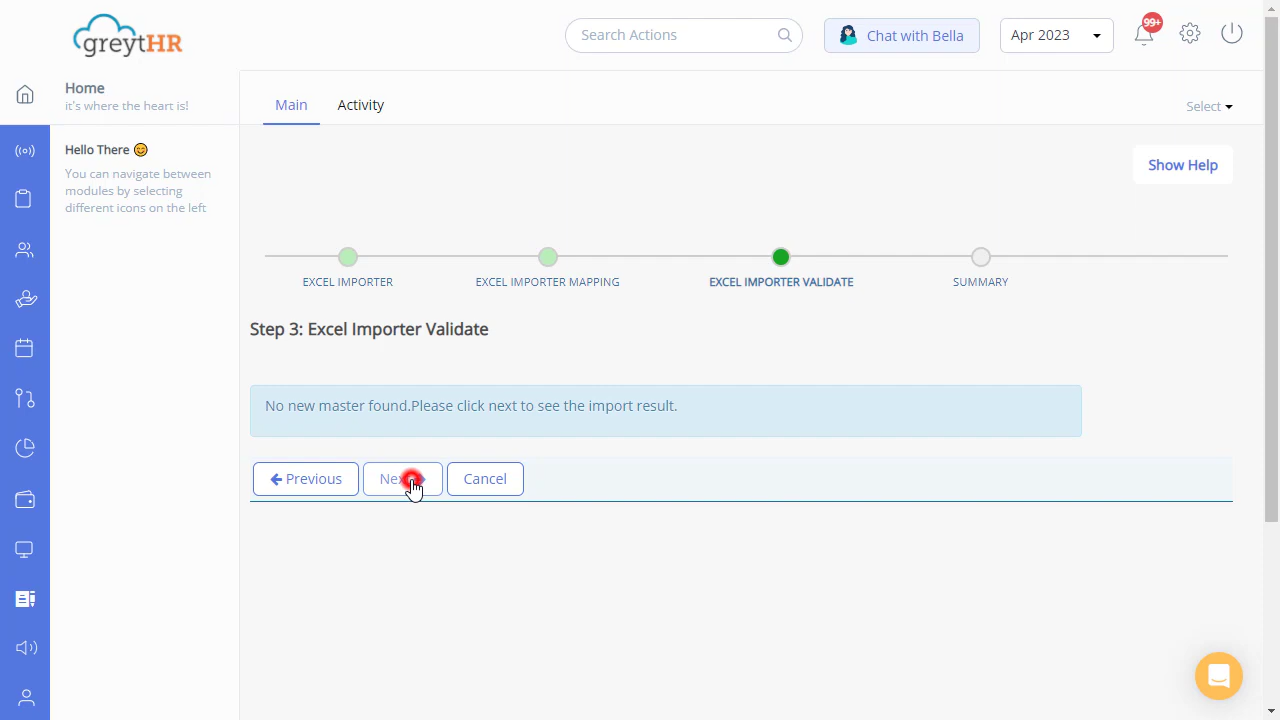 greytHR
Search Actions
Chat with Bella
Apr 2023
99+
Home
it's where the heart is!
Main
Activity
Select
Hello There
You can navigate between
modules by selecting
different icons on the left
Show Help
EXCEL IMPORTER
EXCEL IMPORTER MAPPING
EXCEL IMPORTER VALIDATE
SUMMARY
Step 3: Excel Importer Validate
No new master found.Please click next to see the import result.
Previous
Cancel